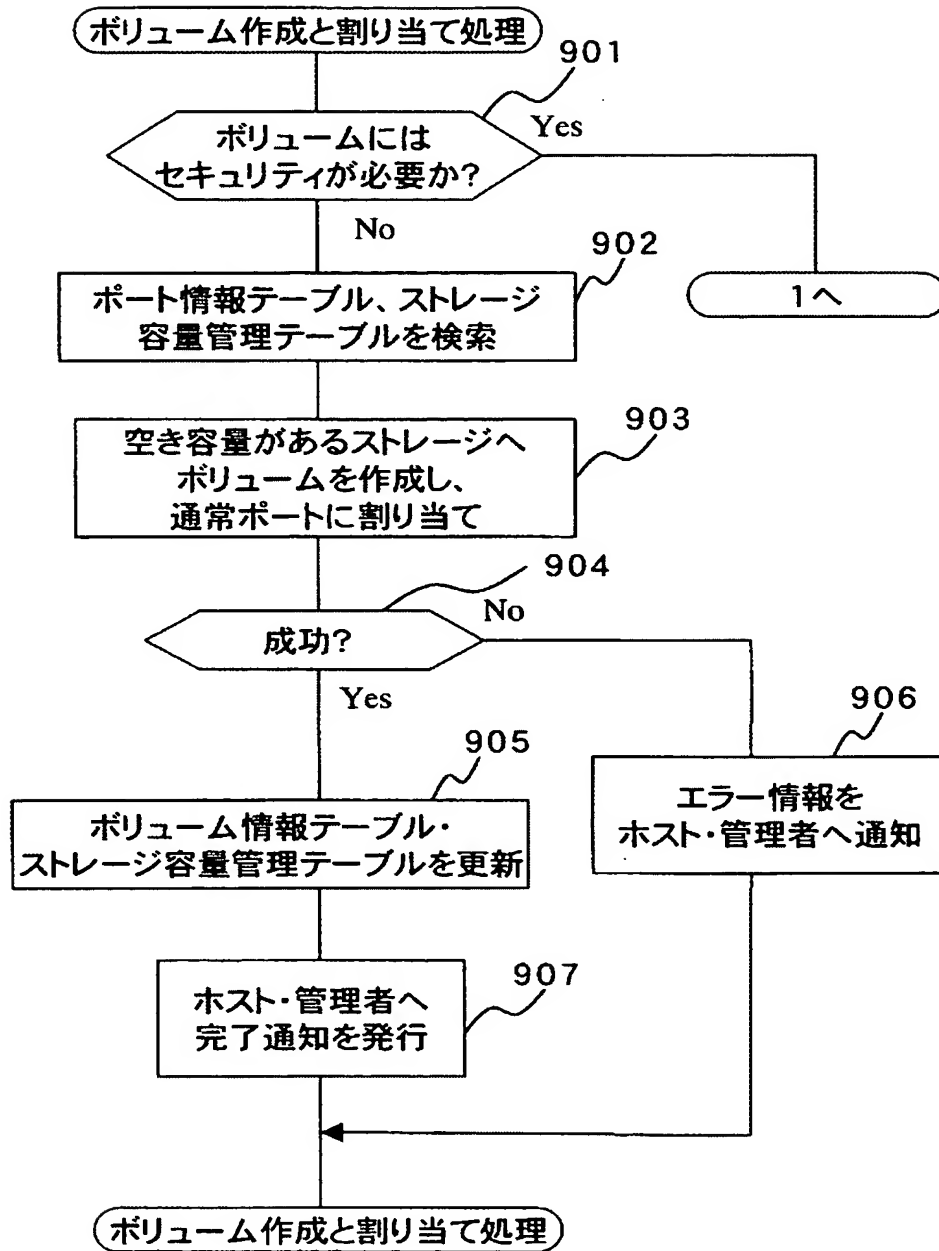 ボリューム作成と割り当て処理
901
ボリュームには
セキュリティが必要か?
Yes
No
902
ポート情報テーブル、ストレージ
容量管理テーブルを検索
1へ
903
空き容量があるストレージへ
ボリュームを作成し、
通常ポートに割り当て
904
成功?
No
Yes
905
906
ボリューム情報テーブル・
ストレージ容量管理テーブルを更新
エラー情報を
ホスト・管理者へ通知
907
ホスト・管理者へ
完了通知を発行
ボリューム作成と割り当て処理